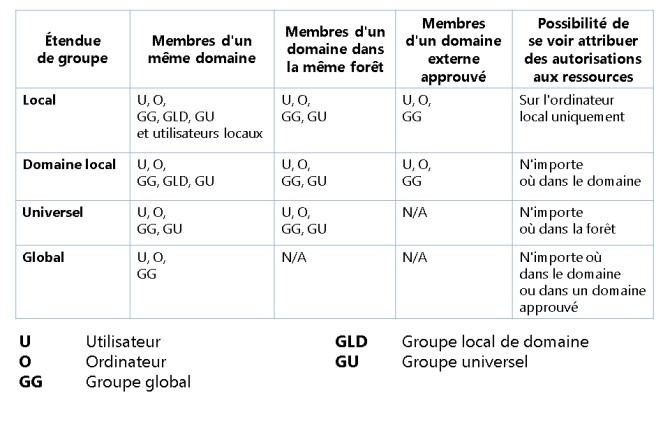 Étendue
de groupe
Membres d'un
même domaine
Membres d'un
domaine dans
la même forêt
Membres
d'un domaine
externe
approuvé
Possibilité de
se voir attribuer
des autorisations
aux ressources
Local
U, O,
GG, GLD, GU
et utilisateurs locaux
U, O,
GG, GU
U, O,
GG
Sur l'ordinateur
local uniquement
Domaine local
U, O,
GG, GLD, GU
U, O,
GG, GU
U, O,
GG
N'importe
où dans le domaine
Universel
U, O,
GG, GU
U, O,
GG, GU
N/A
N'importe
où dans la forêt
Global
U, O,
GG
N/A
N/A
N'importe où
dans le domaine
ou dans un domaine
approuvé
U Utilisateur
O Ordinateur
GG Groupe global
GLD Groupe local de domaine
GU Groupe universel